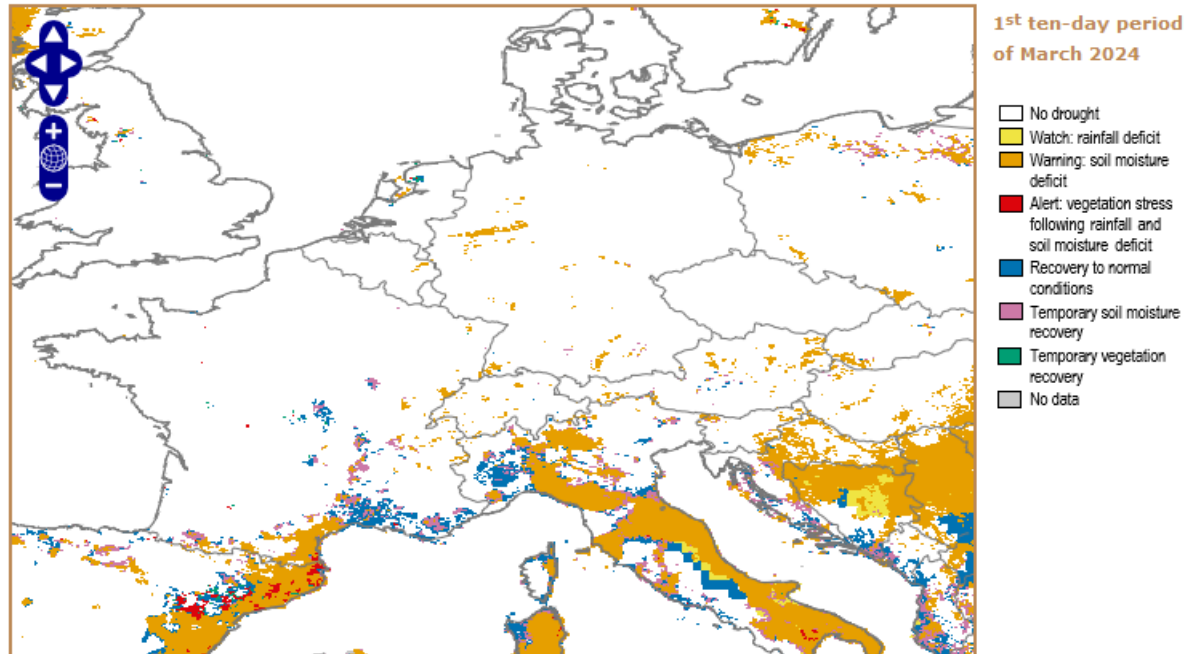 1st ten-day period
of March 2024
No drought
Watch: rainfall deficit
Warning: soil moisture
deficit
Alert: vegetation stress
following rainfall and
soil moisture deficit
Recovery to normal
conditions
Temporary soil moisture
recovery
Temporary vegetation
recovery
No data